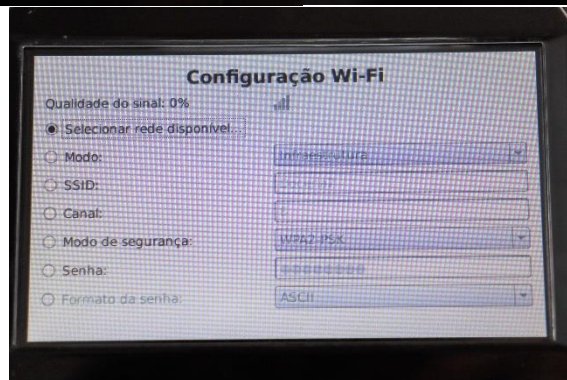 Configuração Wi-Fi
Qualidade do sinal: 0%
Selecionar rede disponível...
Modo: Infraestrutura
SSID:
Canal:
Modo de segurança: WPA2-PSK
Senha:
Formato da senha: ASCII